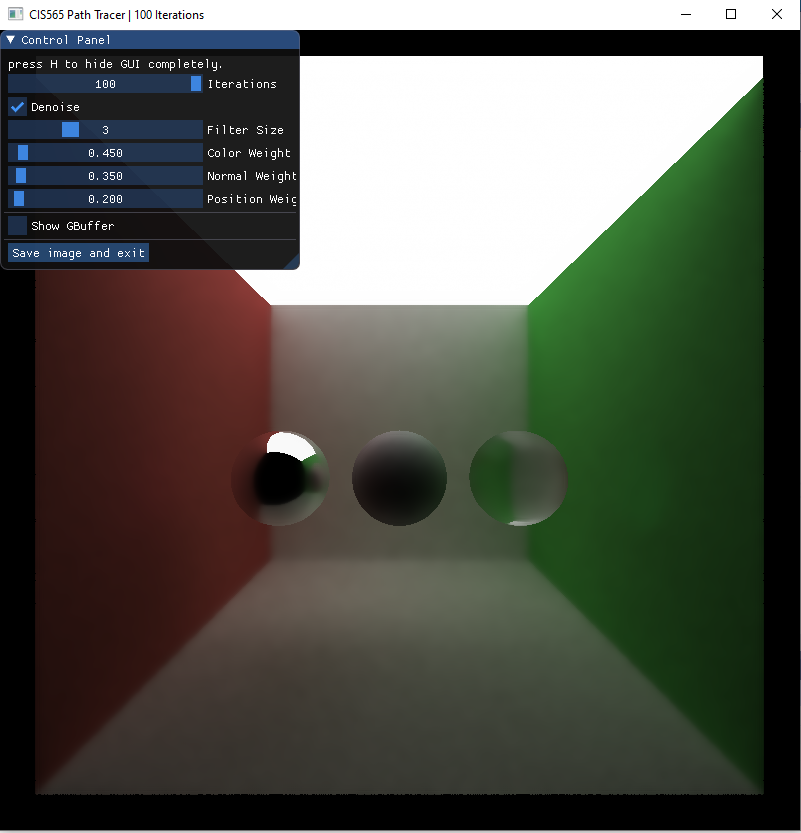 CIS565 Path Tracer | 100 Iterations
Control Panel
press H to hide GUI completely.
100 Iterations
Denoise
3 Filter Size
0.450 Color Weight
0.350 Normal Weight
0.200 Position Weig
Show GBuffer
Save image and exit